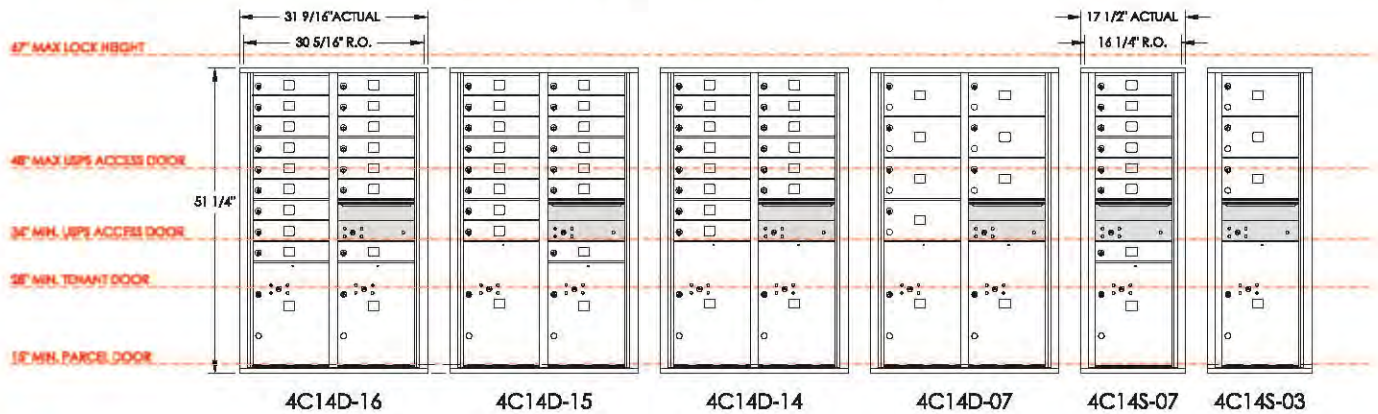 31 9/16"ACTUAL
17 1/2" ACTUAL
30 5/16" R.O.
16 1/4" R.O.
67" MAX LOCK HEIGHT
48" MAX USPS ACCESS DOOR
51 1/4"
36" MIN. USPS ACCESS DOOR
28" MIN. TENANT DOOR
15" MIN. PARCEL DOOR
4C14D-16
4C14D-15
4C14D-14
4C14D-07
4C14S-07
4C14S-03